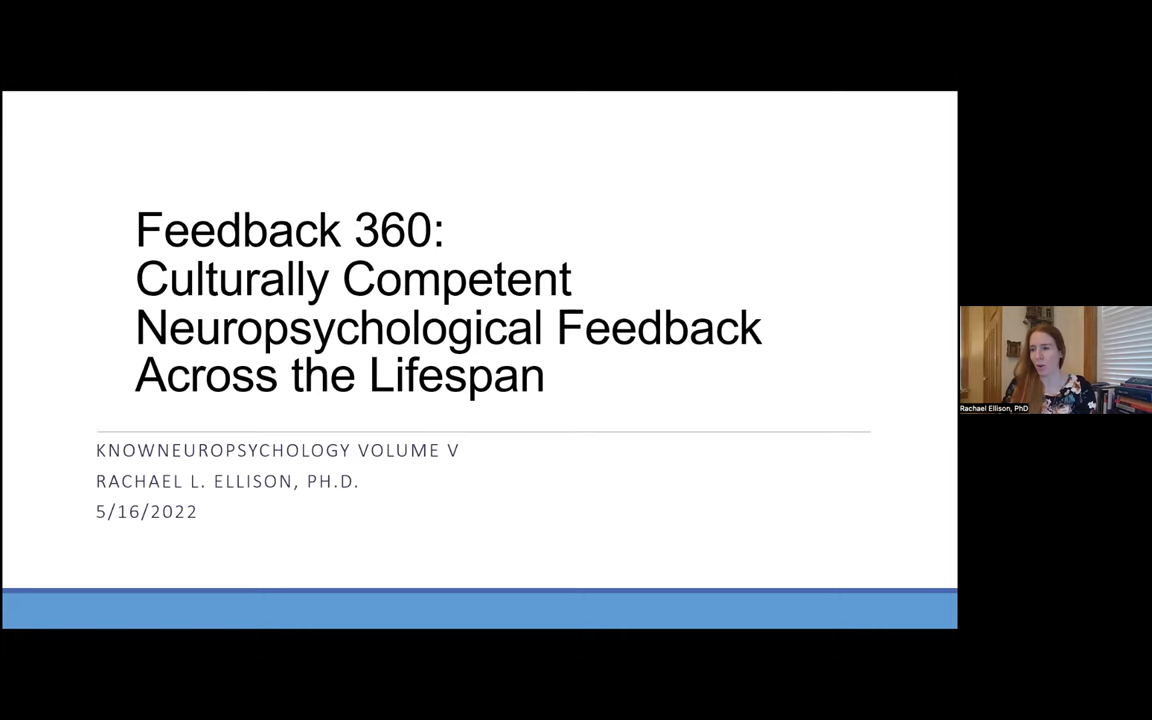 Feedback 360:
Culturally Competent
Neuropsychological Feedback
Across the Lifespan
KNOWNEUROPSYCHOLOGY VOLUME V
RACHAEL L. ELLISON, PH.D.
5/16/2022
Rachael Ellison, PhD